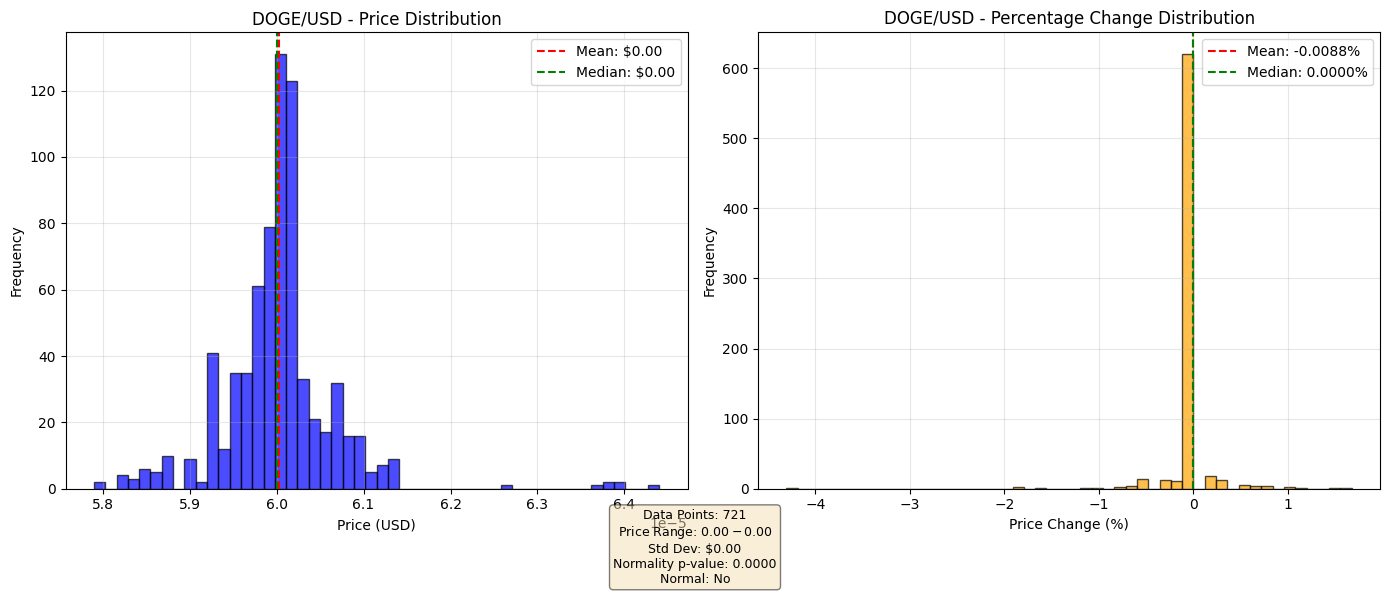 DOGE/USD - Price Distribution
Mean: $0.00
Median: $0.00
Frequency
0
20
40
60
80
100
120
5.8
5.9
6.0
6.1
6.2
6.3
6.4
1e−5
Price (USD)
DOGE/USD - Percentage Change Distribution
Mean: -0.0088%
Median: 0.0000%
Frequency
0
100
200
300
400
500
600
−4
−3
−2
−1
0
1
Price Change (%)
Data Points: 721
Price Range: 0.00 − 0.00
Std Dev: $0.00
Normality p-value: 0.0000
Normal: No